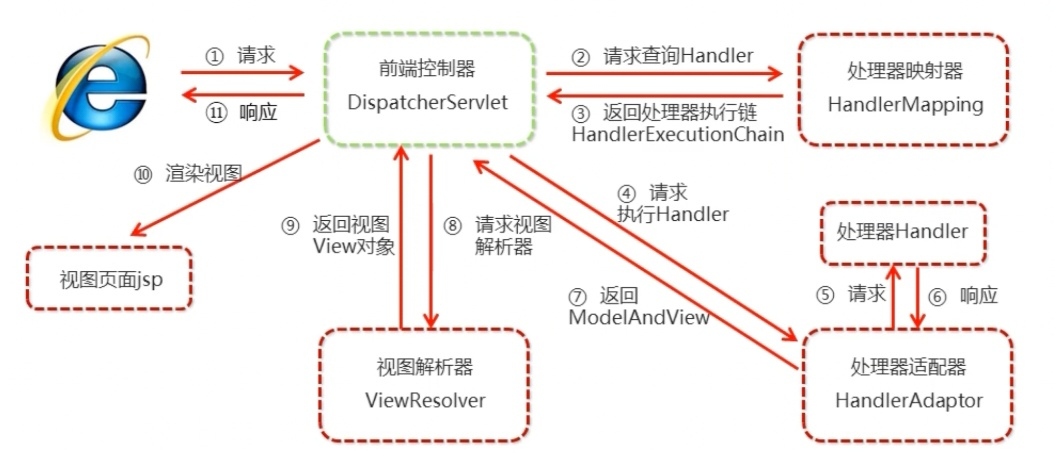 ① 请求
⑪ 响应
前端控制器
DispatcherServlet
② 请求查询Handler
③ 返回处理器执行链
HandlerExecutionChain
处理器映射器
HandlerMapping
⑩ 渲染视图
视图页面jsp
⑨ 返回视图
View对象
⑧ 请求视图
解析器
④ 请求
执行Handler
处理器Handler
⑤ 请求
⑥ 响应
⑦ 返回
ModelAndView
视图解析器
ViewResolver
处理器适配器
HandlerAdaptor